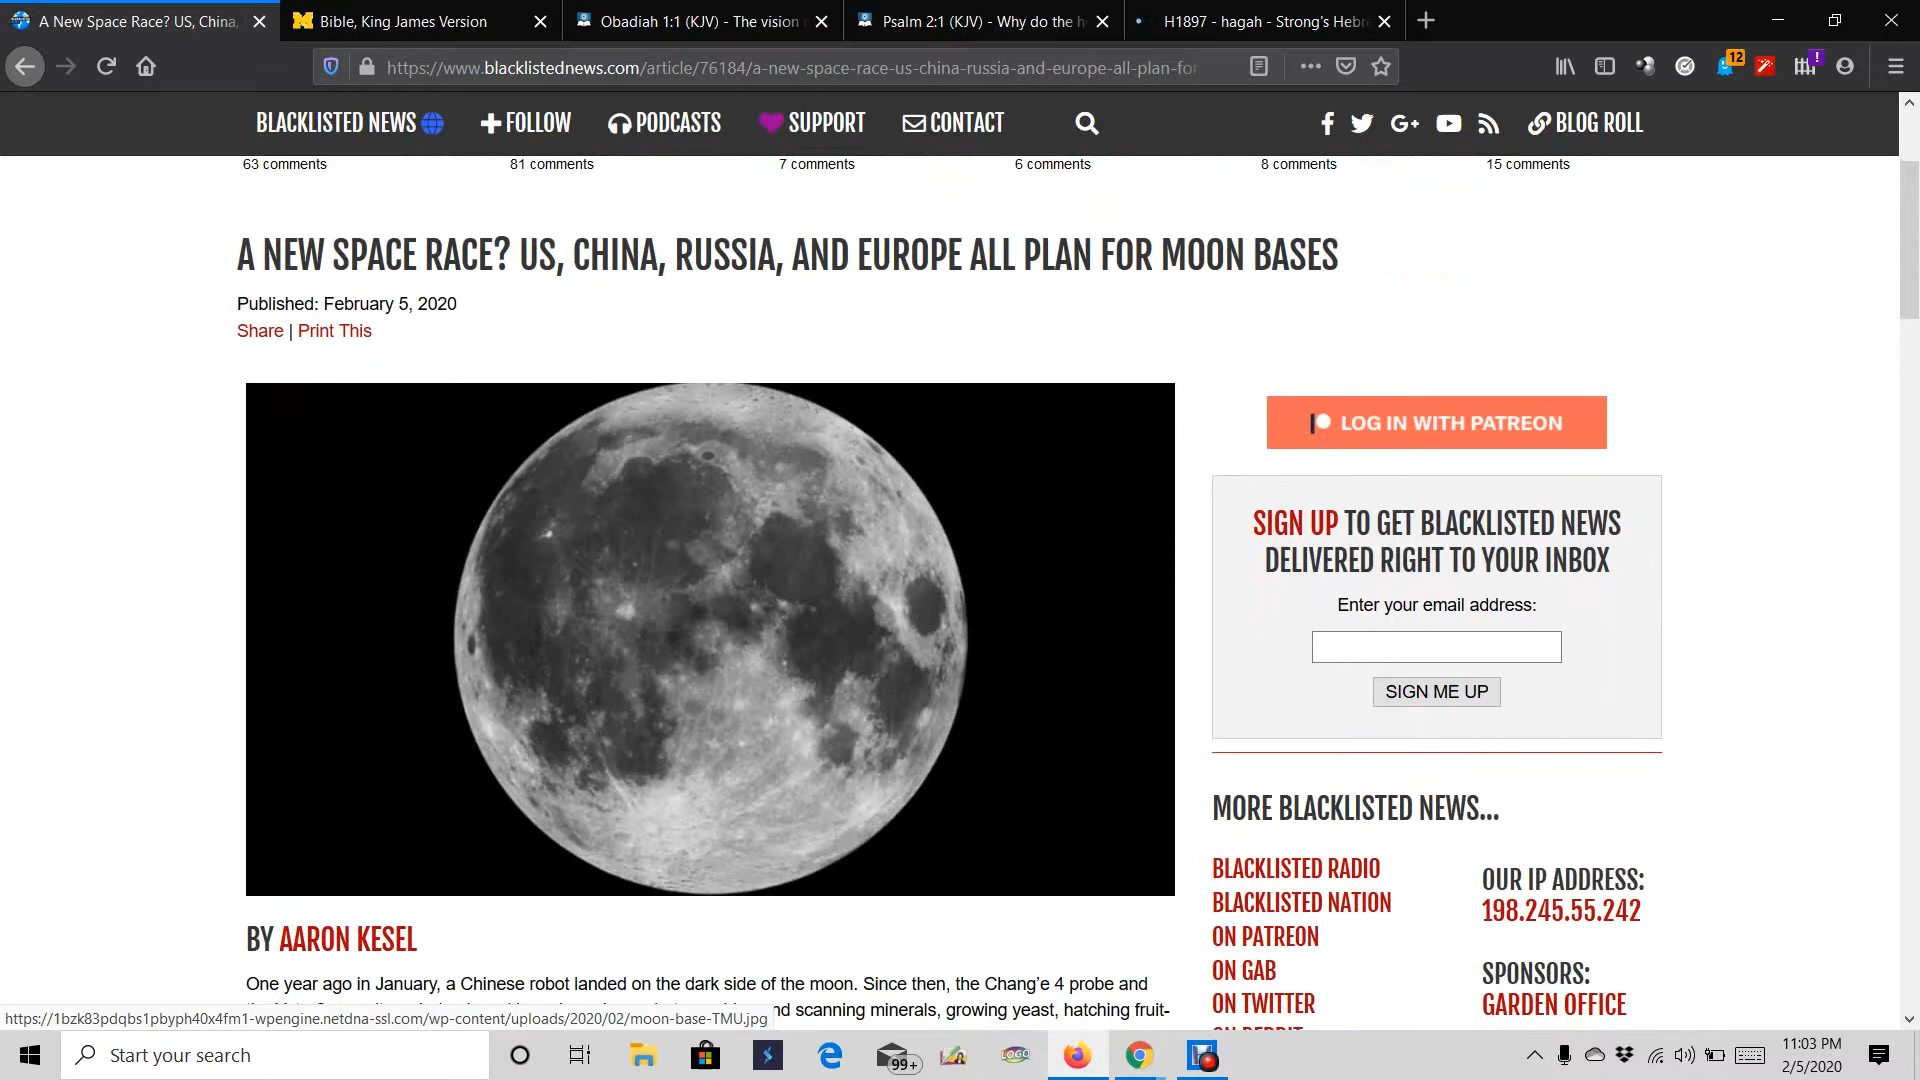 A New Space Race? US, China,
Bible, King James Version
Obadiah 1:1 (KJV) - The vision
Psalm 2:1 (KJV) - Why do the h
H1897 - hagah - Strong's Hebre
https://www.blacklistednews.com/article/76184/a-new-space-race-us-china-russia-and-europe-all-plan-for
12
!
BLACKLISTED NEWS FOLLOW PODCASTS SUPPORT CONTACT BLOG ROLL
63 comments 81 comments 7 comments 6 comments 8 comments 15 comments
A NEW SPACE RACE? US, CHINA, RUSSIA, AND EUROPE ALL PLAN FOR MOON BASES
Published: February 5, 2020
Share | Print This
LOG IN WITH PATREON
SIGN UP TO GET BLACKLISTED NEWS
DELIVERED RIGHT TO YOUR INBOX
Enter your email address:
SIGN ME UP
MORE BLACKLISTED NEWS...
BLACKLISTED RADIO
BLACKLISTED NATION
ON PATREON
ON GAB
ON TWITTER
OUR IP ADDRESS:
198.245.55.242
SPONSORS:
GARDEN OFFICE
BY AARON KESEL
One year ago in January, a Chinese robot landed on the dark side of the moon. Since then, the Chang’e 4 probe and
nd scanning minerals, growing yeast, hatching fruit-
https://1bzk83pdqbs1pbyph40x4fm1-wpengine.netdna-ssl.com/wp-content/uploads/2020/02/moon-base-TMU.jpg
Start your search
99+
LOGO
11:03 PM
2/5/2020